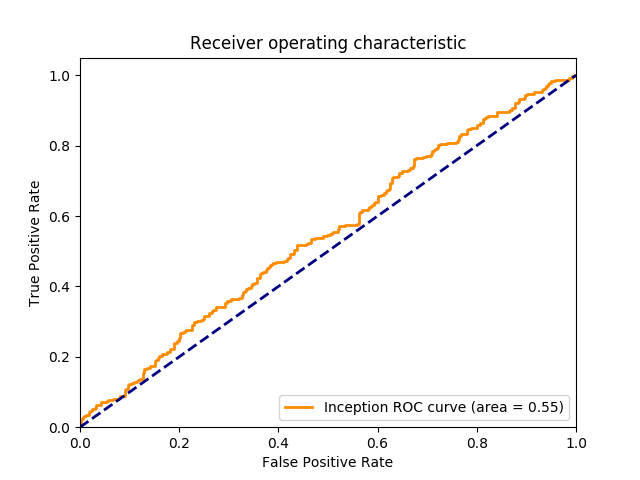 Receiver operating characteristic
True Positive Rate
1.0
0.8
0.6
0.4
0.2
0.0
Inception ROC curve (area = 0.55)
0.0 0.2 0.4 0.6 0.8 1.0
False Positive Rate